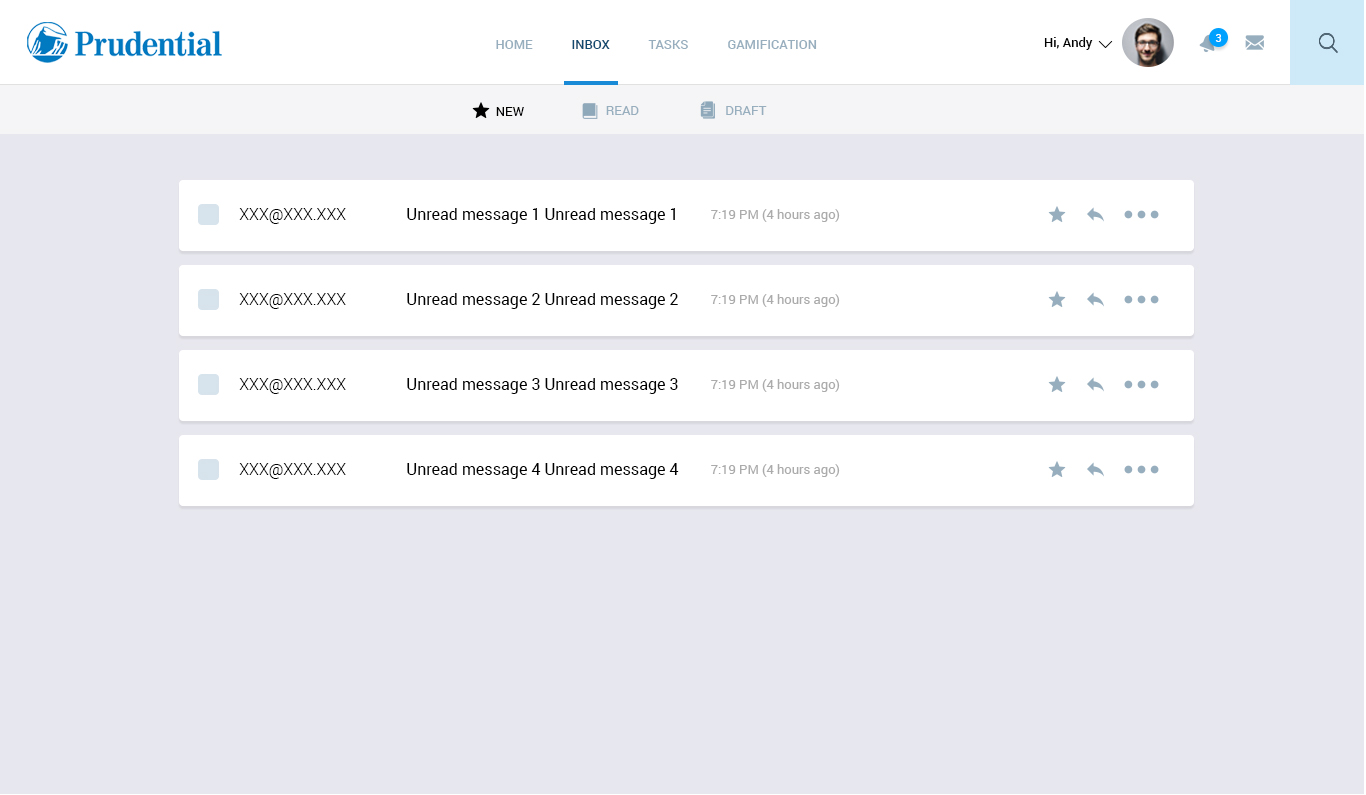 Prudential
HOME INBOX TASKS GAMIFICATION
Hi, Andy
3
NEW READ DRAFT
XXX@XXX.XXX Unread message 1 Unread message 1 7:19 PM (4 hours ago)
XXX@XXX.XXX Unread message 2 Unread message 2 7:19 PM (4 hours ago)
XXX@XXX.XXX Unread message 3 Unread message 3 7:19 PM (4 hours ago)
XXX@XXX.XXX Unread message 4 Unread message 4 7:19 PM (4 hours ago)